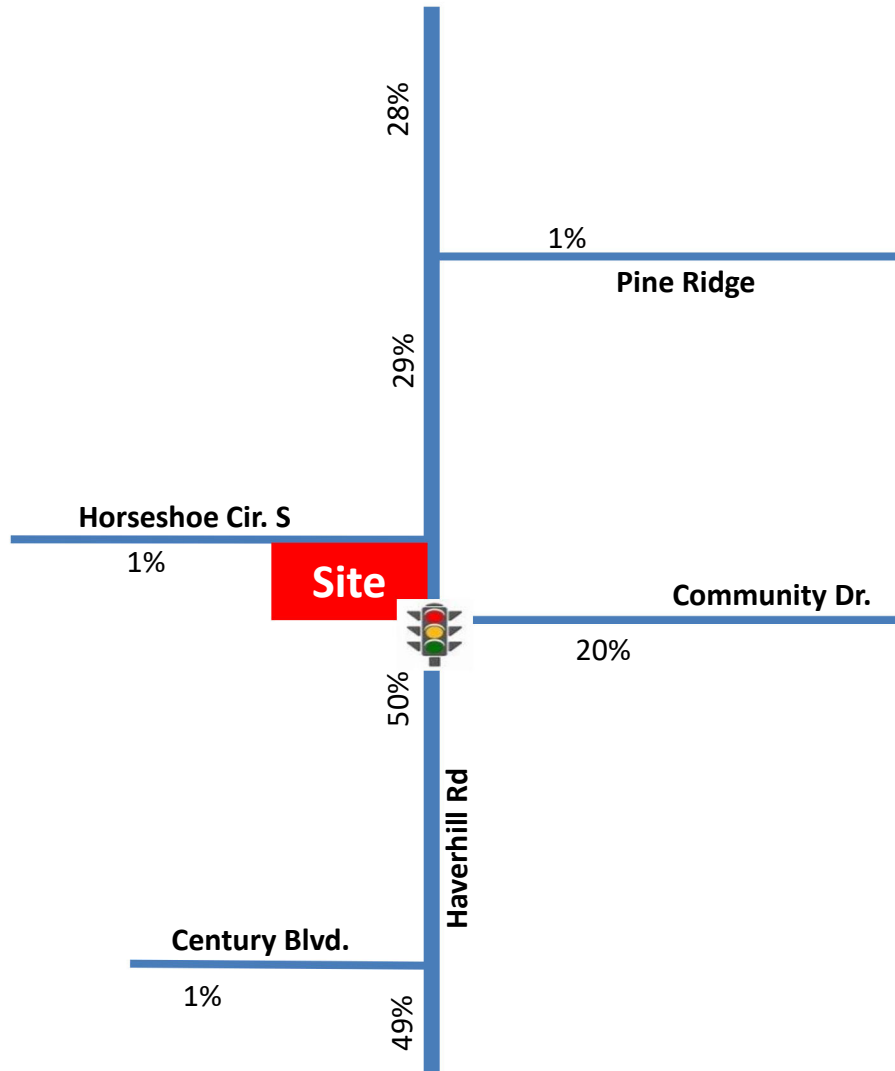 28%
1%
Pine Ridge
29%
Horseshoe Cir. S
1%
Site
Community Dr.
20%
50%
Haverhill Rd
Century Blvd.
1%
49%